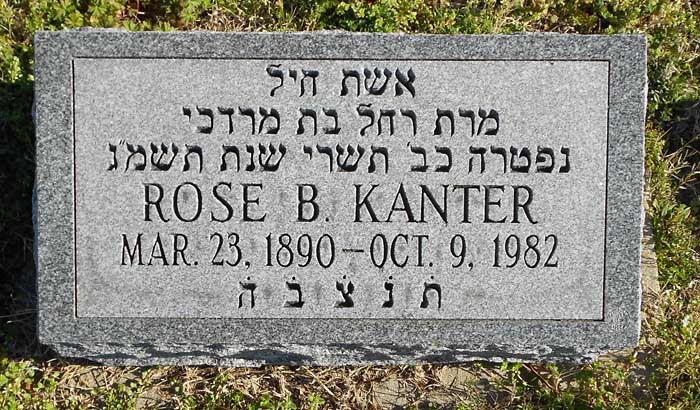 אשת חיל
מרת רחל בת מרדכי
נפטרה כב׳ תשרי שנת תשמ״ג
ROSE B. KANTER
MAR. 23, 1890 – OCT. 9, 1982
ת נ צ ב ה